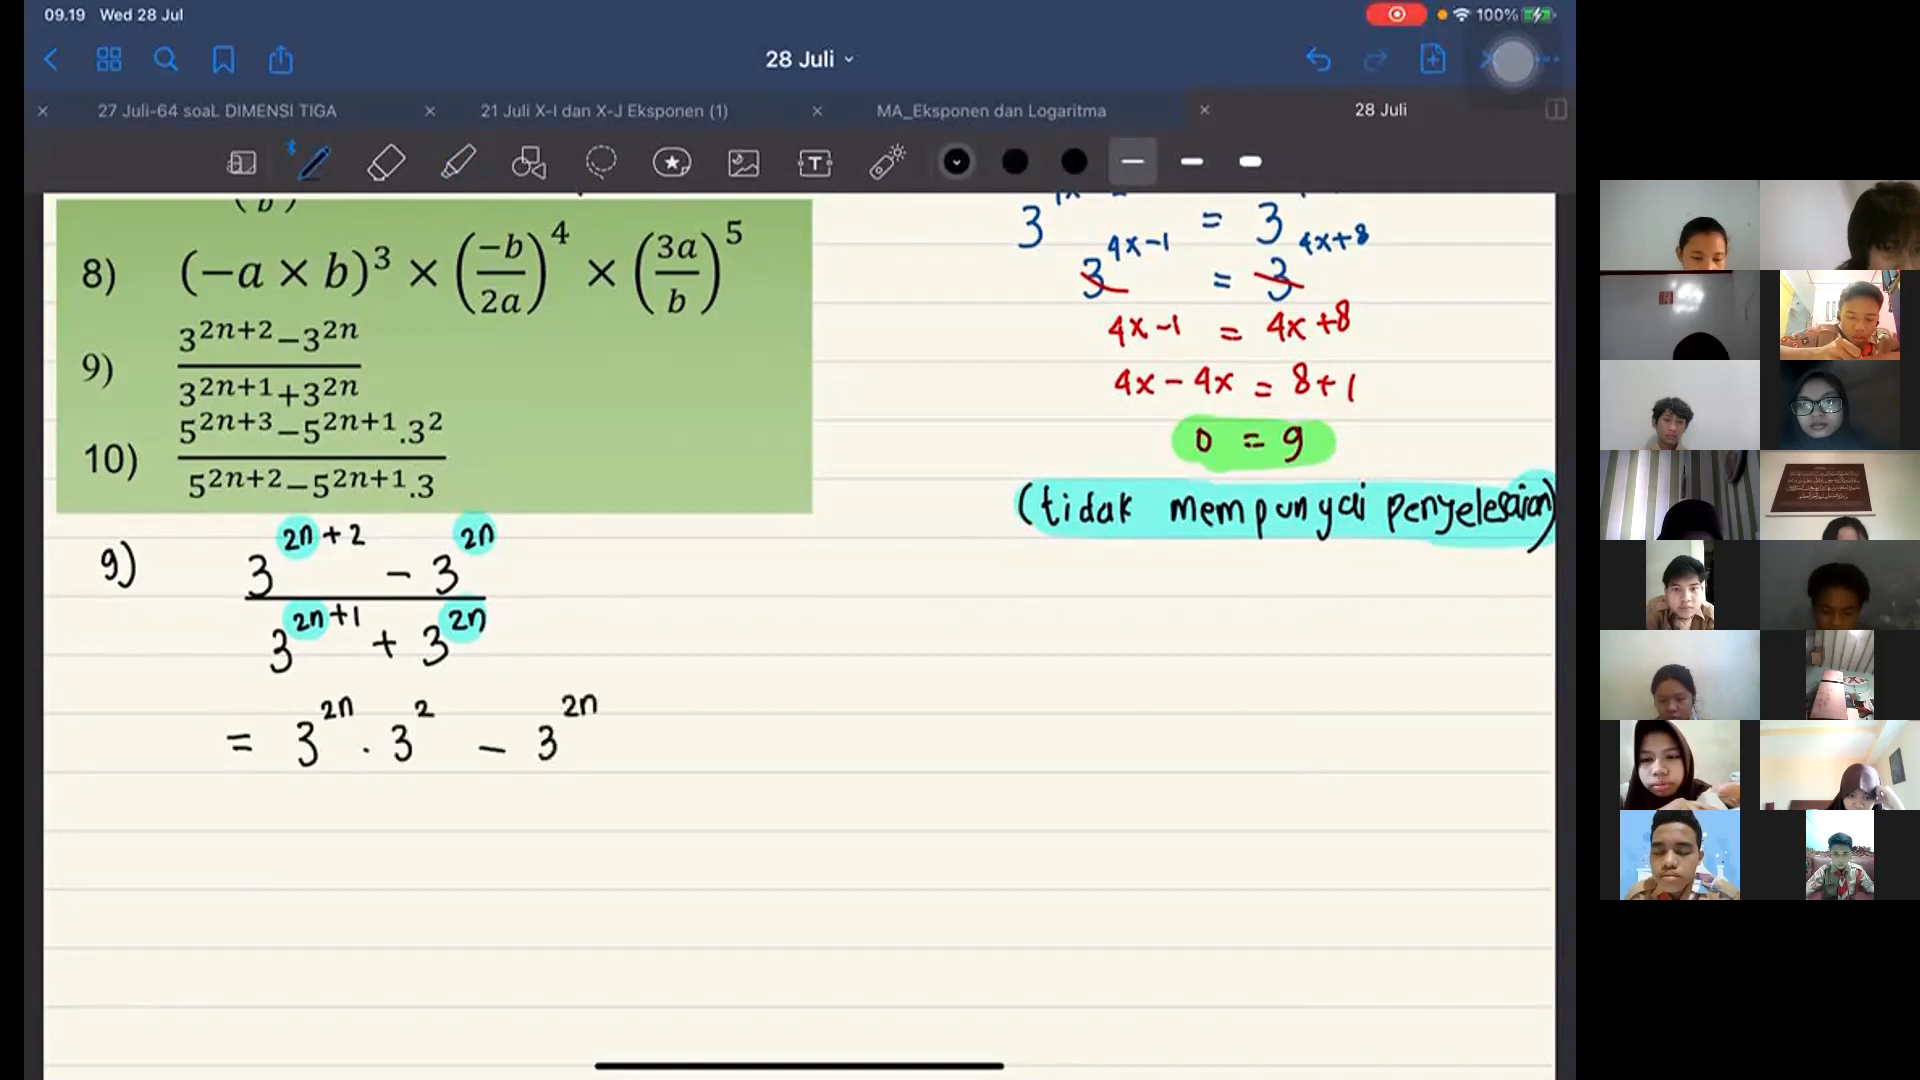 09.19 Wed 28 Jul
100%
28 Juli
27 Juli-64 soaL DIMENSI TIGA
21 Juli X-I dan X-J Eksponen (1)
MA_Eksponen dan Logaritma
28 Juli
8) (−a × b)³ × (−b/2a)⁴ × (3a/b)⁵
9) (3^(2n+2) − 3^(2n)) / (3^(2n+1) + 3^(2n))
10) (5^(2n+3) − 5^(2n+1).3²) / (5^(2n+2) − 5^(2n+1).3)
9) (3^(2n+2) − 3^(2n)) / (3^(2n+1) + 3^(2n))
= 3^(2n) . 3² − 3^(2n)
3 = 3
3^(4x−1) = 3^(4x+8)
4x−1 = 4x+8
4x − 4x = 8+1
0 = 9
(tidak mempunyai penyelesaian)